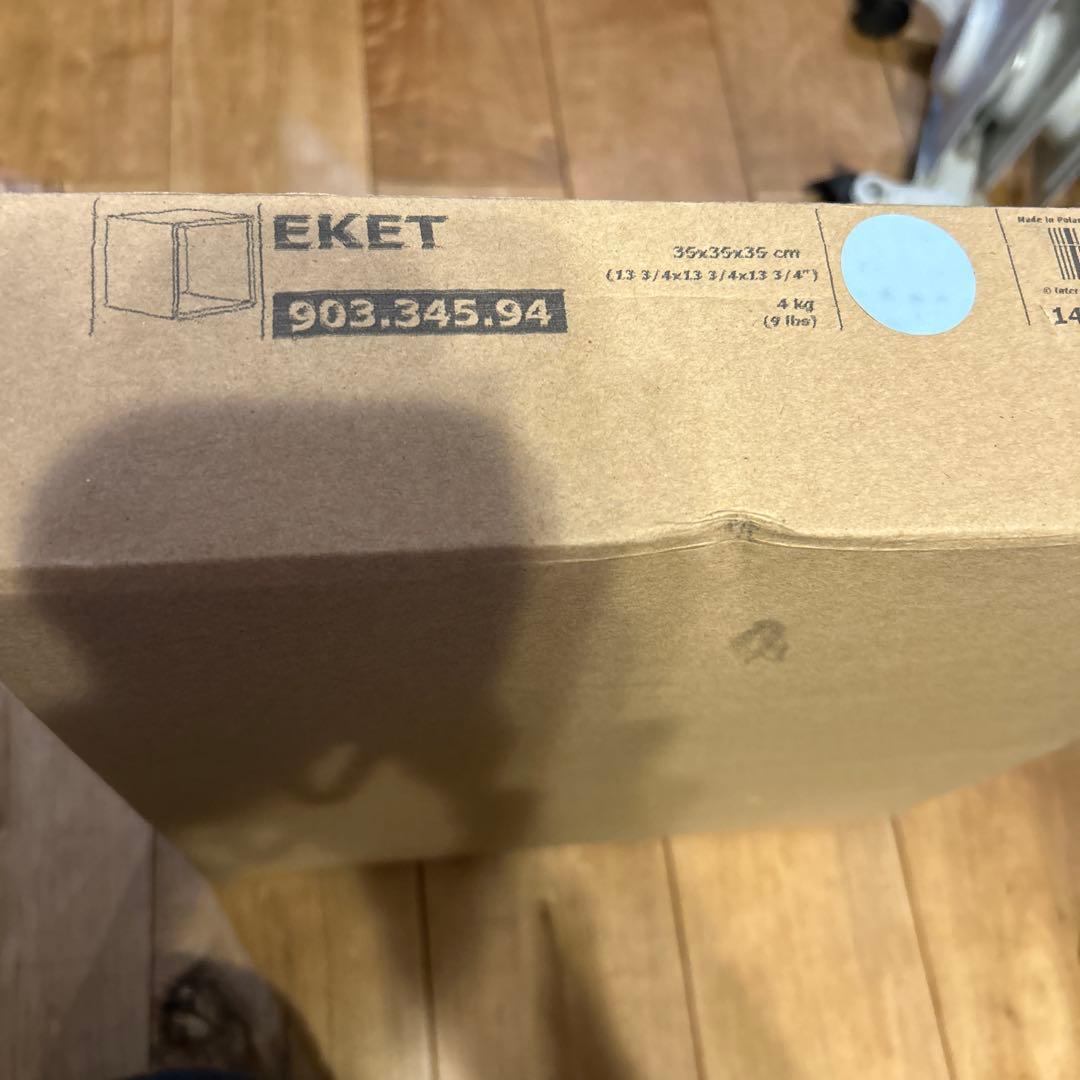 EKET
903.345.94
35x35x35 cm
(13 3/4x13 3/4x13 3/4")
4 kg
(9 lbs)
Made in
© Inter
14